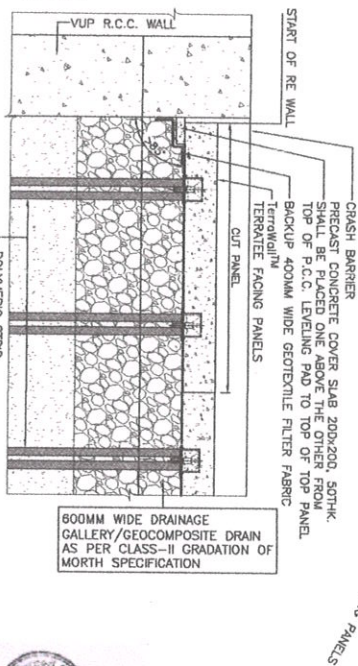 VUP R.C.C. WALL
START OF RE WALL
CRASH BARRIER
PRECAST CONCRETE COVER SLAB 200x200, 50THK.
SHALL BE PLACED ONE ABOVE THE OTHER FROM
TOP OF P.C.C. LEVELING PAD TO TOP OF TOP PANEL
BACKUP 400MM WIDE GEOTEXTILE FILTER FABRIC
TerraWall™
TERRATEE FACING PANELS
CUT PANEL
600MM WIDE DRAINAGE
GALLERY/GEOCOMPOSITE DRAIN
AS PER CLASS-II GRADATION OF
MORTH SPECIFICATION
PANELS